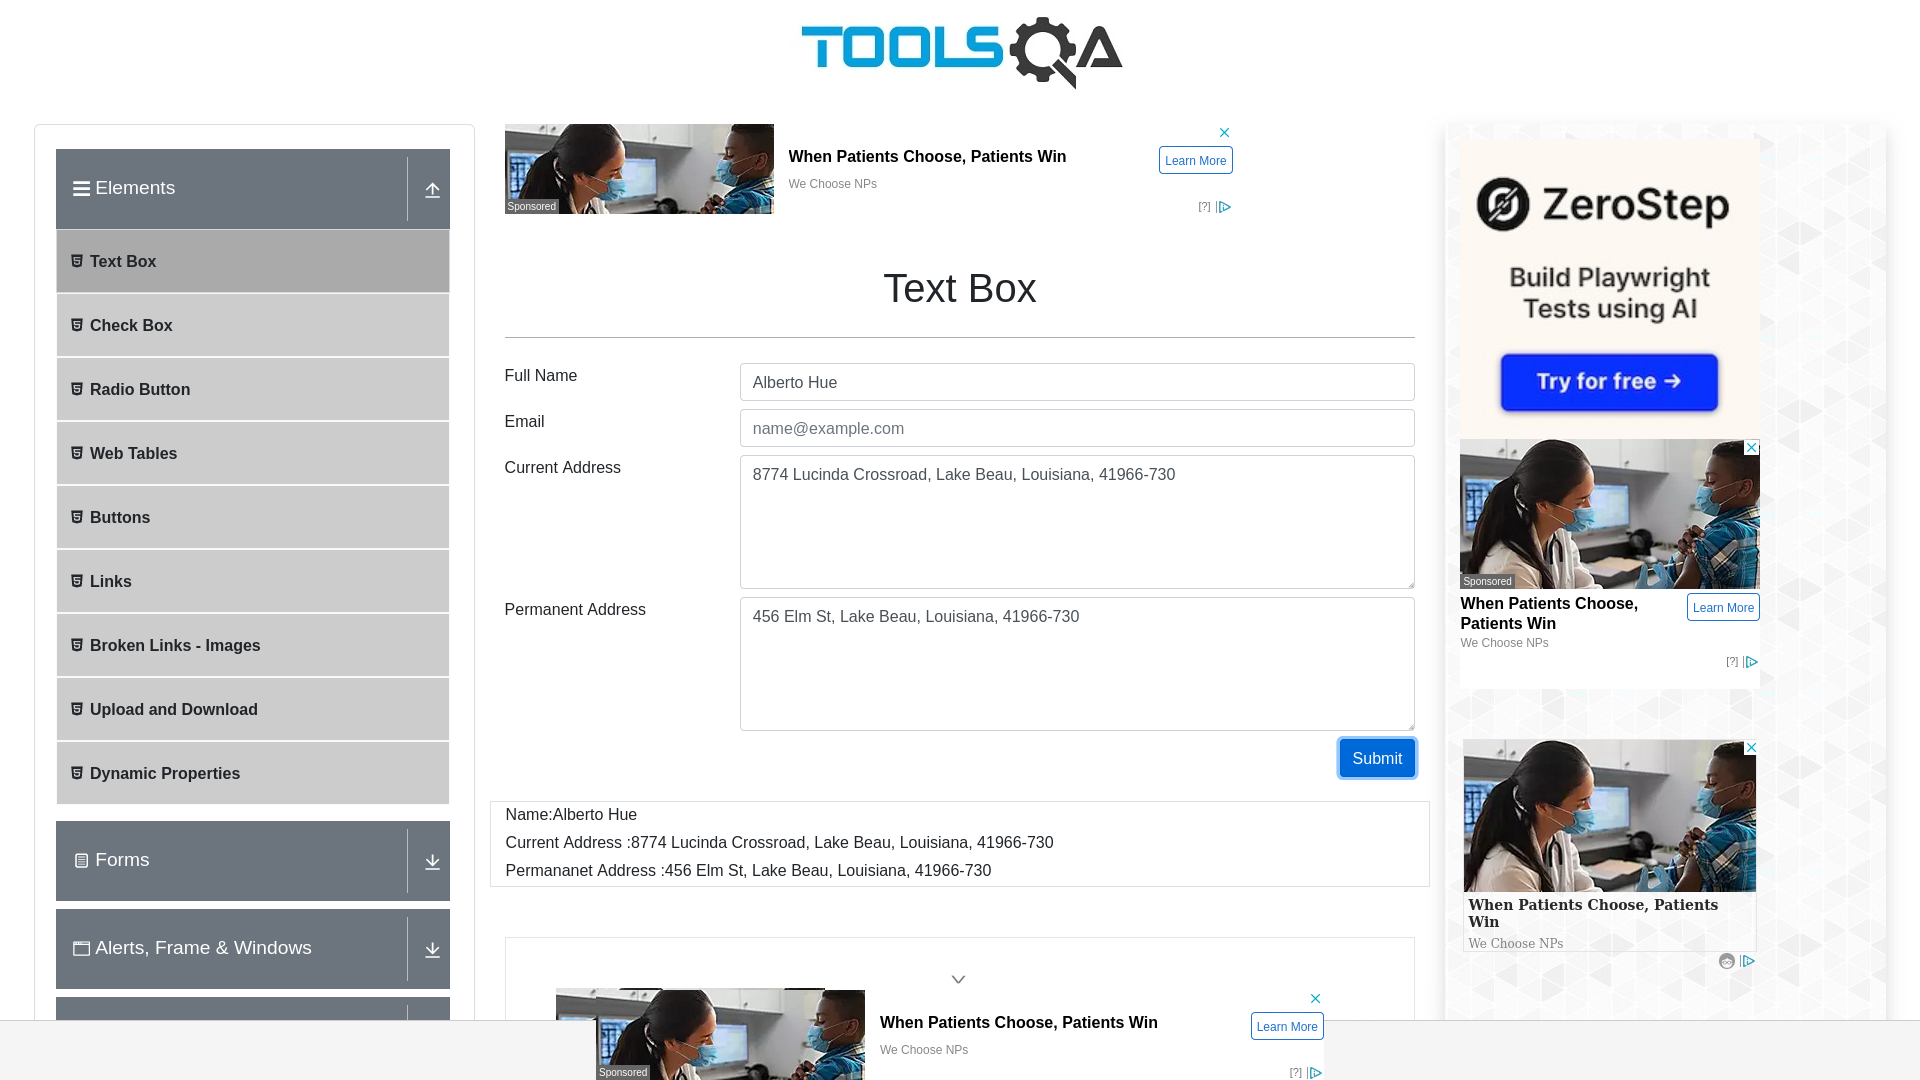 TOOLSQA
Elements
Text Box
Check Box
Radio Button
Web Tables
Buttons
Links
Broken Links - Images
Upload and Download
Dynamic Properties
Forms
Alerts, Frame & Windows
Sponsored
When Patients Choose, Patients Win
We Choose NPs
Learn More
[?]
Text Box
Full Name
Alberto Hue
Email
name@example.com
Current Address
8774 Lucinda Crossroad, Lake Beau, Louisiana, 41966-730
Permanent Address
456 Elm St, Lake Beau, Louisiana, 41966-730
Submit
Name:Alberto Hue
Current Address :8774 Lucinda Crossroad, Lake Beau, Louisiana, 41966-730
Permananet Address :456 Elm St, Lake Beau, Louisiana, 41966-730
Sponsored
When Patients Choose, Patients Win
We Choose NPs
Learn More
[?]
ZeroStep
Build Playwright
Tests using AI
Try for free →
Sponsored
When Patients Choose,
Patients Win
Learn More
We Choose NPs
[?]
When Patients Choose, Patients
Win
We Choose NPs